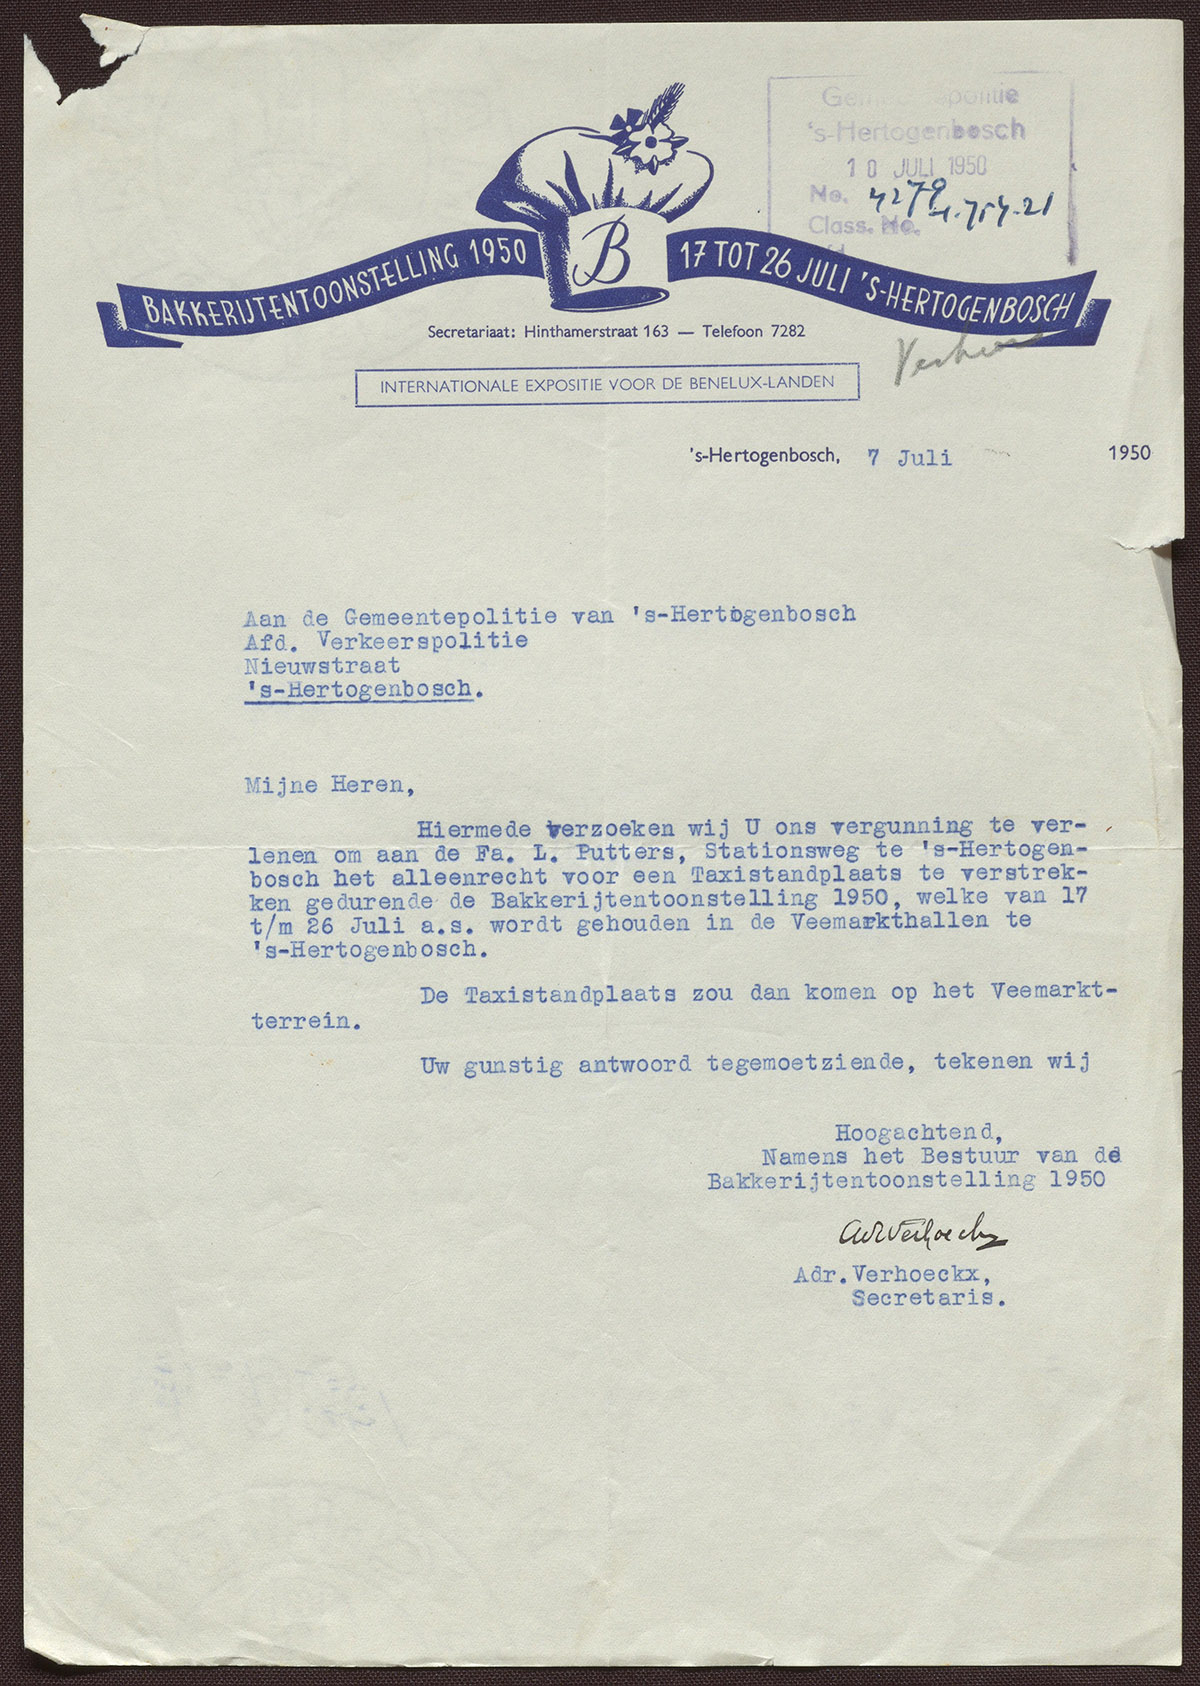 Gemeentepolitie
's-Hertogenbosch
10 JULI 1950
No. 4279
Class. No. -1.754.21
BAKKERIJTENTOONSTELLING 1950
B
17 TOT 26 JULI 'S-HERTOGENBOSCH
Secretariaat: Hinthamerstraat 163 — Telefoon 7282
INTERNATIONALE EXPOSITIE VOOR DE BENELUX-LANDEN
's-Hertogenbosch, 7 Juli 1950
Aan de Gemeentepolitie van 's-Hertogenbosch
Afd. Verkeerspolitie
Nieuwstraat
's-Hertogenbosch.
Mijne Heren,
Hiermede verzoeken wij U ons vergunning te ver-
lenen om aan de Fa. L. Putters, Stationsweg te 's-Hertogen-
bosch het alleenrecht voor een Taxistandplaats te verstrek-
ken gedurende de Bakkerijtentoonstelling 1950, welke van 17
t/m 26 Juli a.s. wordt gehouden in de Veemarkthallen te
's-Hertogenbosch.
De Taxistandplaats zou dan komen op het Veemarkt-
terrein.
Uw gunstig antwoord tegemoetziende, tekenen wij
Hoogachtend,
Namens het Bestuur van de
Bakkerijtentoonstelling 1950
AdrVerhoeckx
Adr.Verhoeckx,
Secretaris.